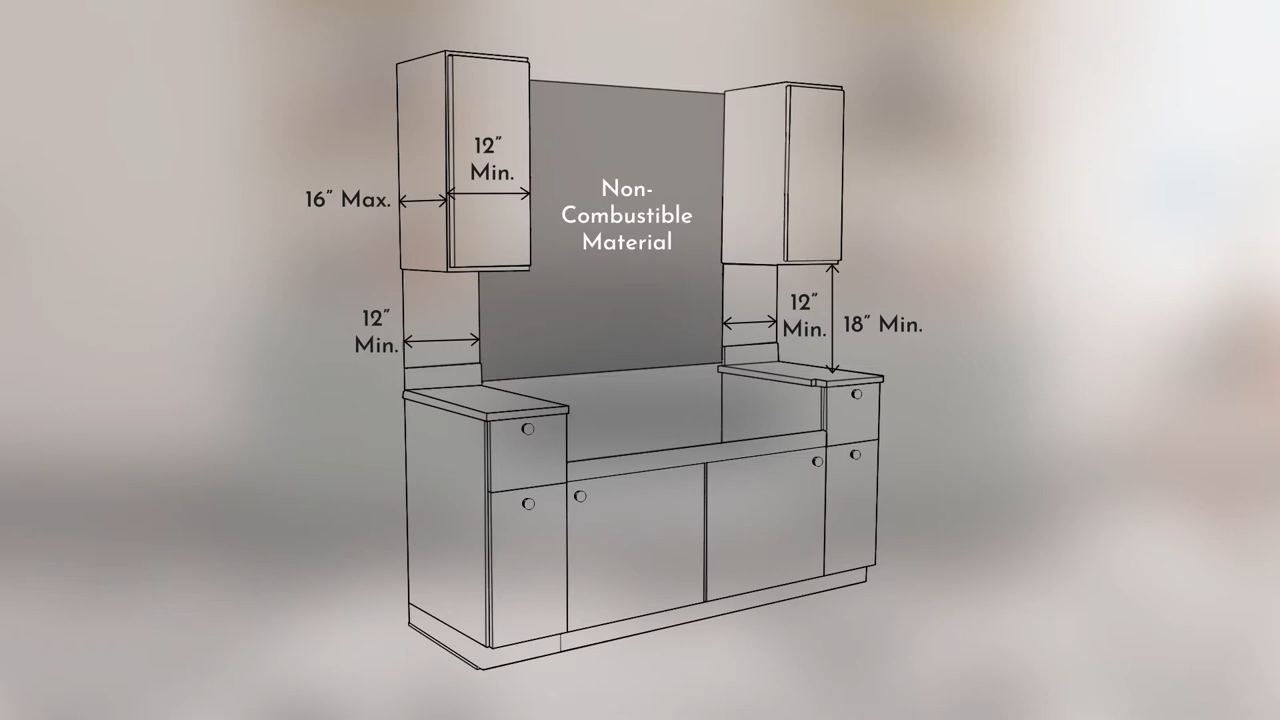 12”
Min.
16” Max.
Non-
Combustible
Material
12”
Min.
12”
Min.
18” Min.